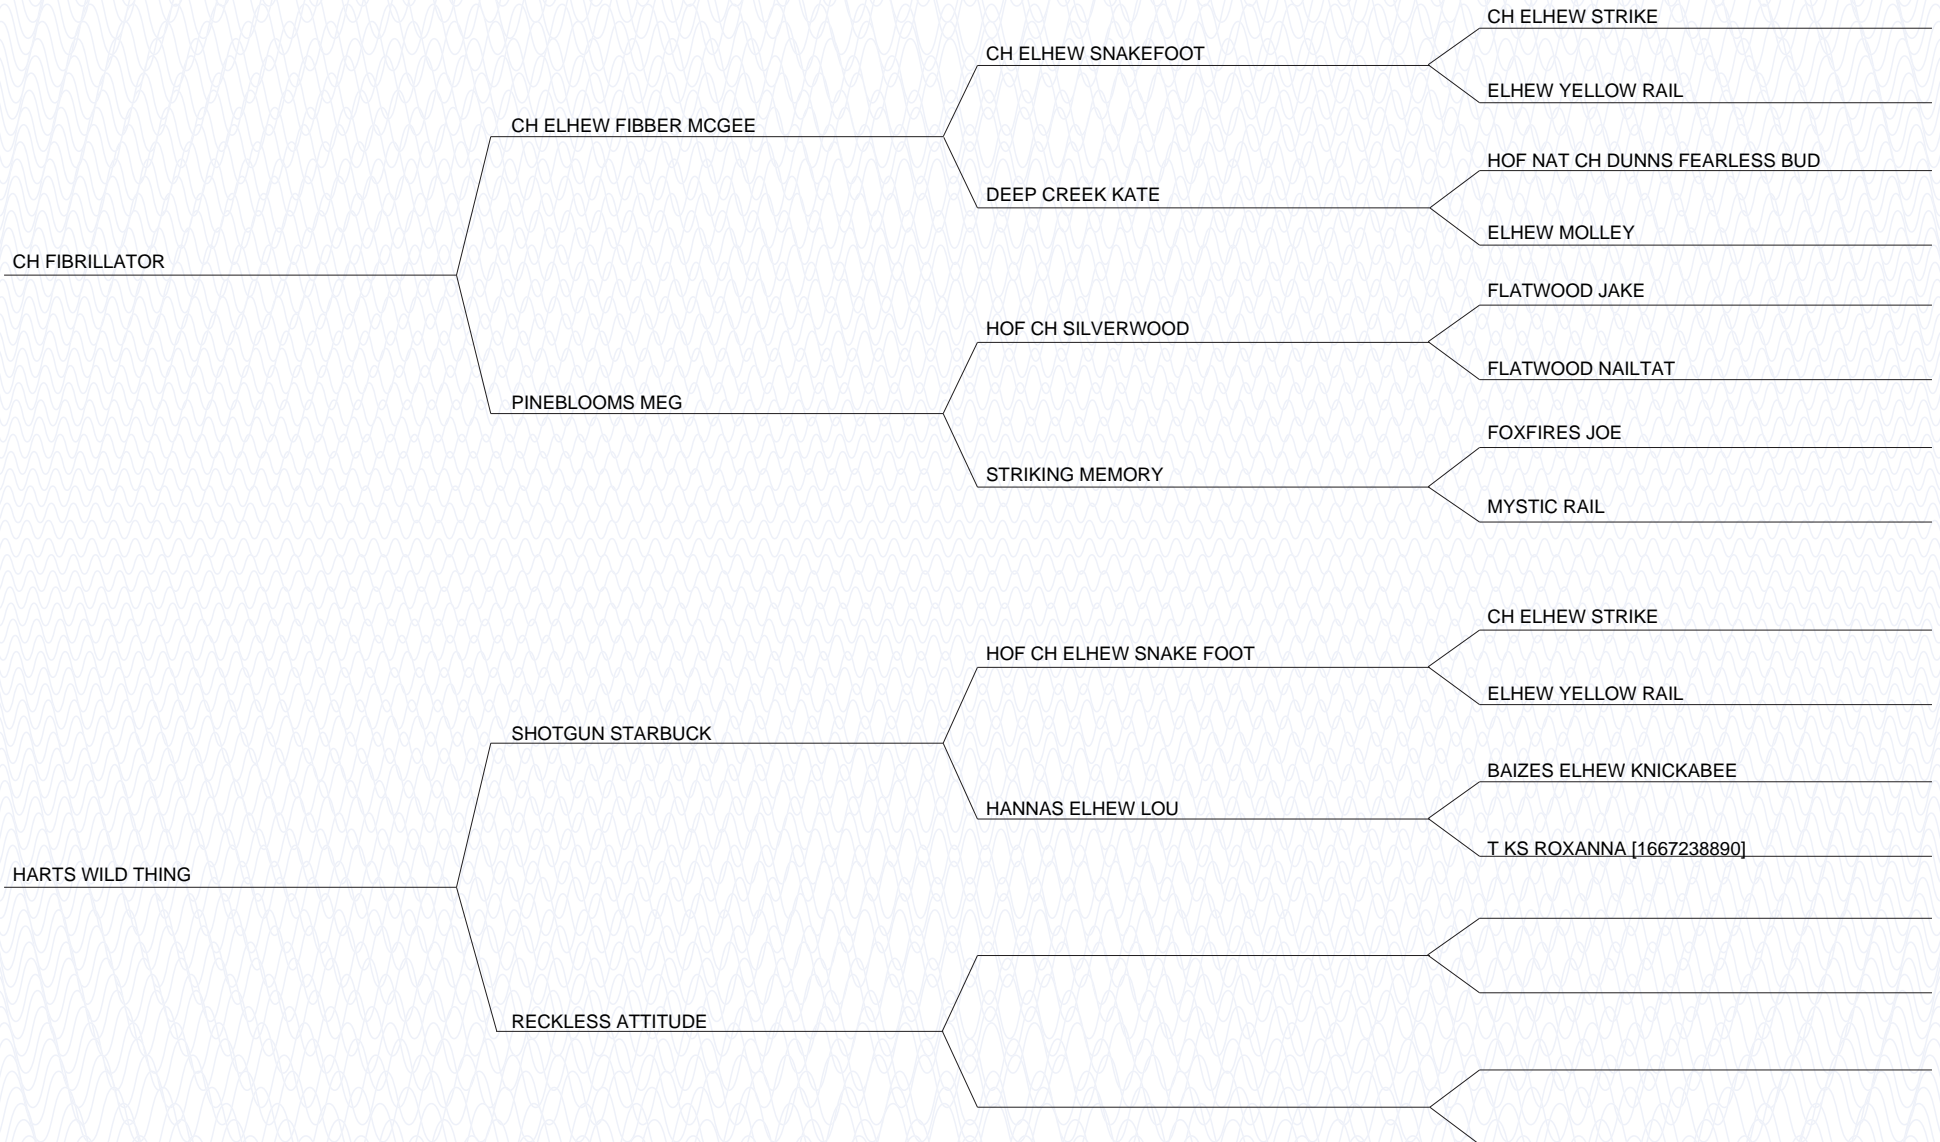 CH ELHEW STRIKE
CH ELHEW SNAKEFOOT
ELHEW YELLOW RAIL
CH ELHEW FIBBER MCGEE
HOF NAT CH DUNNS FEARLESS BUD
DEEP CREEK KATE
ELHEW MOLLEY
CH FIBRILLATOR
FLATWOOD JAKE
HOF CH SILVERWOOD
FLATWOOD NAILTAT
PINEBLOOMS MEG
FOXFIRES JOE
STRIKING MEMORY
MYSTIC RAIL
CH ELHEW STRIKE
HOF CH ELHEW SNAKE FOOT
ELHEW YELLOW RAIL
SHOTGUN STARBUCK
BAIZES ELHEW KNICKABEE
HANNAS ELHEW LOU
T KS ROXANNA [1667238890]
HARTS WILD THING
RECKLESS ATTITUDE